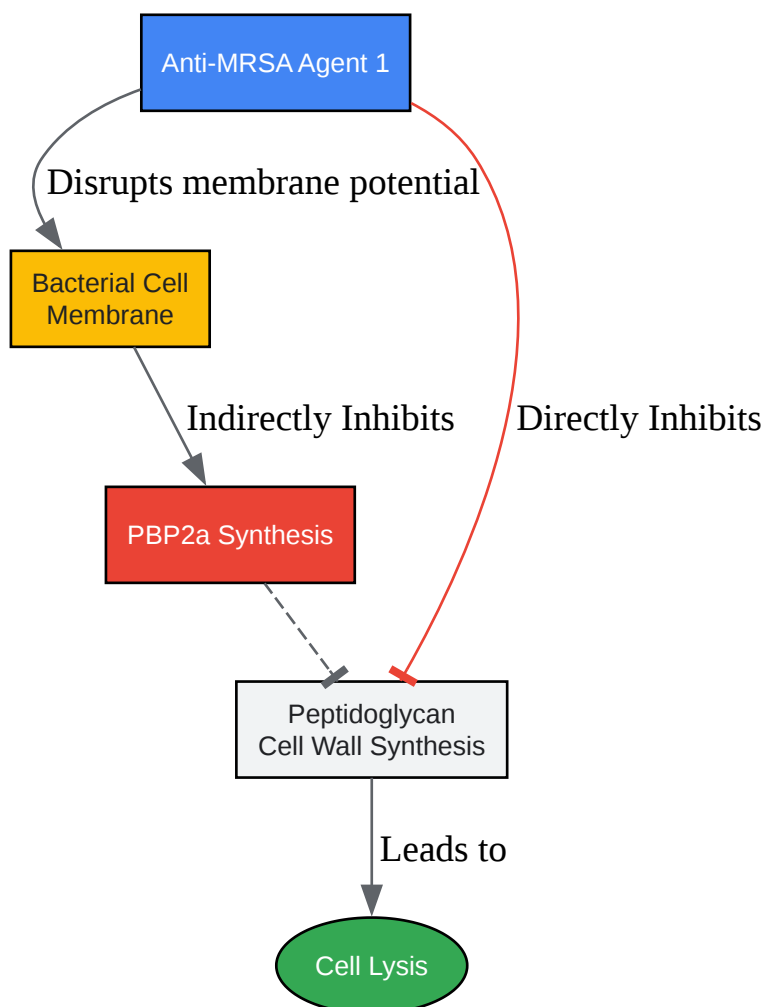 Anti-MRSA Agent 1
Disrupts membrane potential
Bacterial Cell
Membrane
Indirectly Inhibits
Directly Inhibits
PBP2a Synthesis
Peptidoglycan
Cell Wall Synthesis
Leads to
Cell Lysis